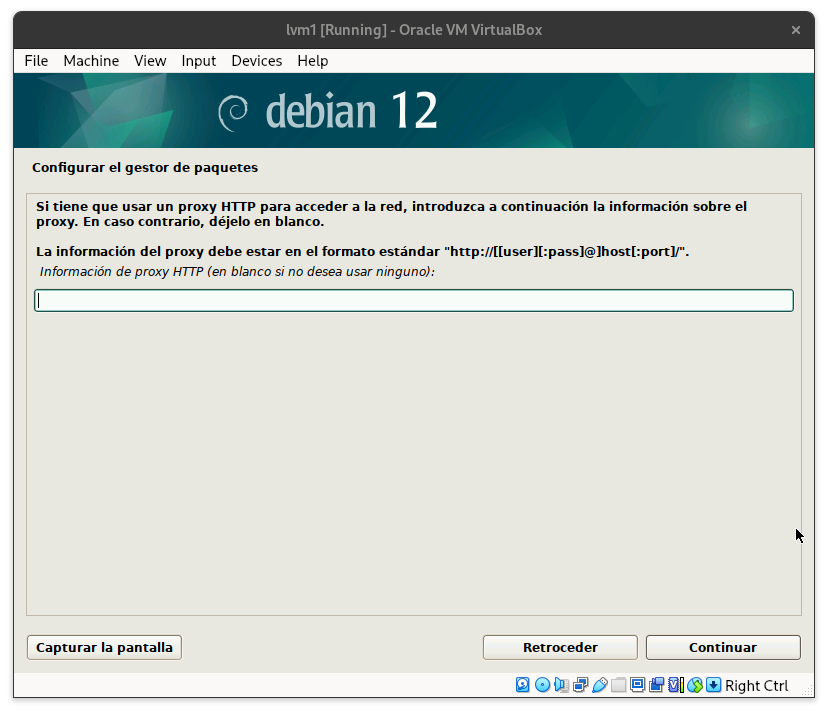 lvm1 [Running] - Oracle VM VirtualBox
File Machine View Input Devices Help
debian 12
Configurar el gestor de paquetes
Si tiene que usar un proxy HTTP para acceder a la red, introduzca a continuación la información sobre el
proxy. En caso contrario, déjelo en blanco.
La información del proxy debe estar en el formato estándar "http://[[user][:pass]@]host[:port]/".
Información de proxy HTTP (en blanco si no desea usar ninguno):
Capturar la pantalla Retroceder Continuar
Right Ctrl